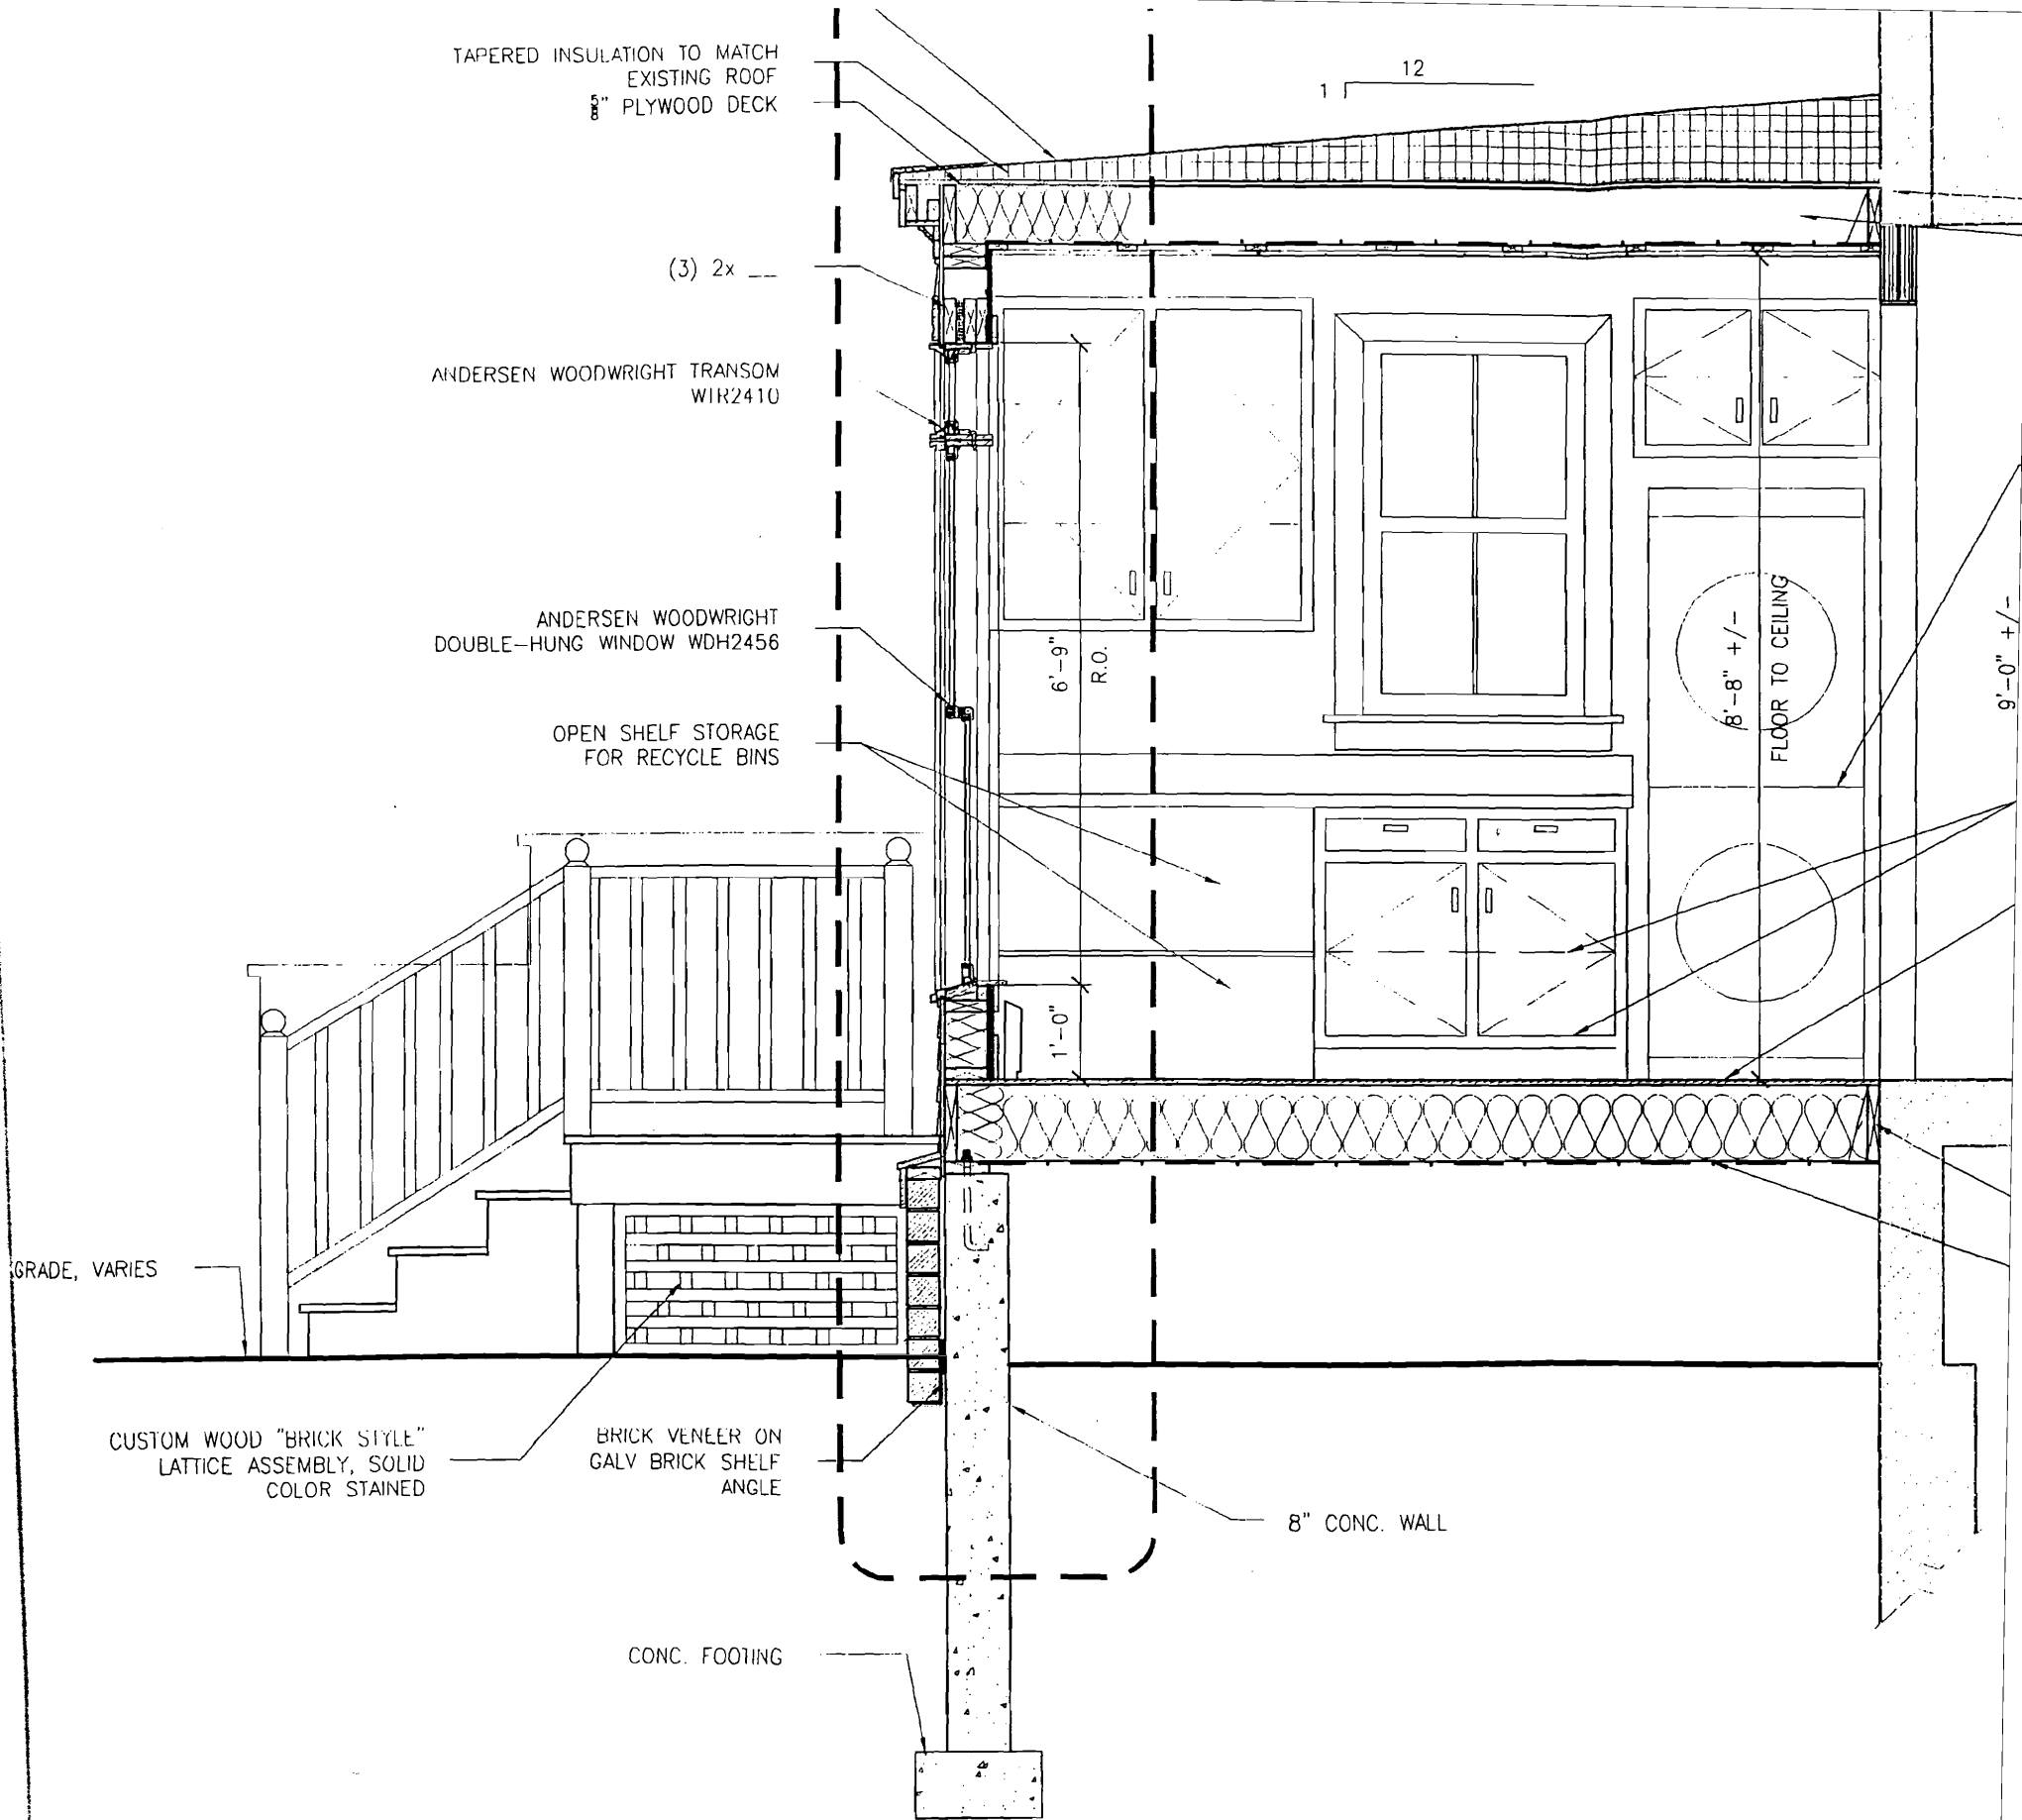 TAPERED INSULATION TO MATCH
EXISTING ROOF
5/8" PLYWOOD DECK
12
1
(3) 2x __
ANDERSEN WOODWRIGHT TRANSOM
WTR2410
ANDERSEN WOODWRIGHT
DOUBLE-HUNG WINDOW WDH2456
OPEN SHELF STORAGE
FOR RECYCLE BINS
6'-9"
R.O.
1'-0"
8'-8" +/-
FLOOR TO CEILING
9'-0" +/-
GRADE, VARIES
CUSTOM WOOD "BRICK STYLE"
LATTICE ASSEMBLY, SOLID
COLOR STAINED
BRICK VENEER ON
GALV BRICK SHELF
ANGLE
8" CONC. WALL
CONC. FOOTING